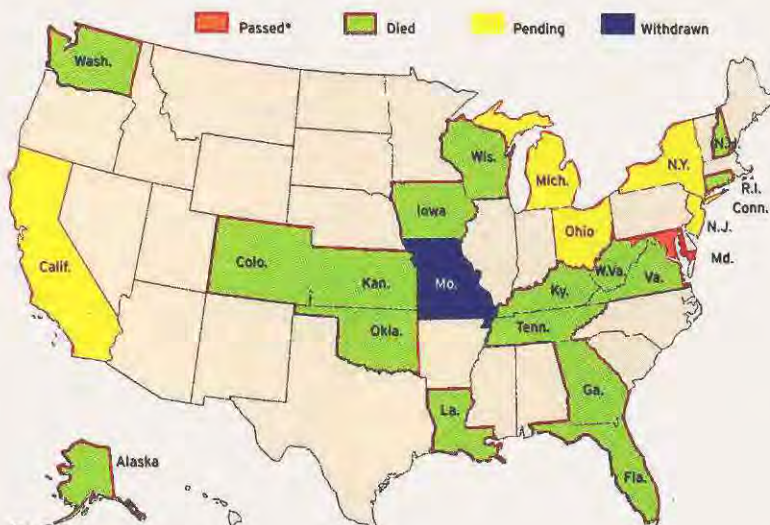 Passed* Died Pending Withdrawn
Wash.
(N.H.
Wis.
N.Y.
Mich.
R.I.
Iowa
Conn.
N.J.
Ohio
Md.
Colo.
W.Va.
Calif.
Kan.
Mo.
Va.
Ky.
Okla.
Tenn.
Ga.
La.
Alaska
Fla.